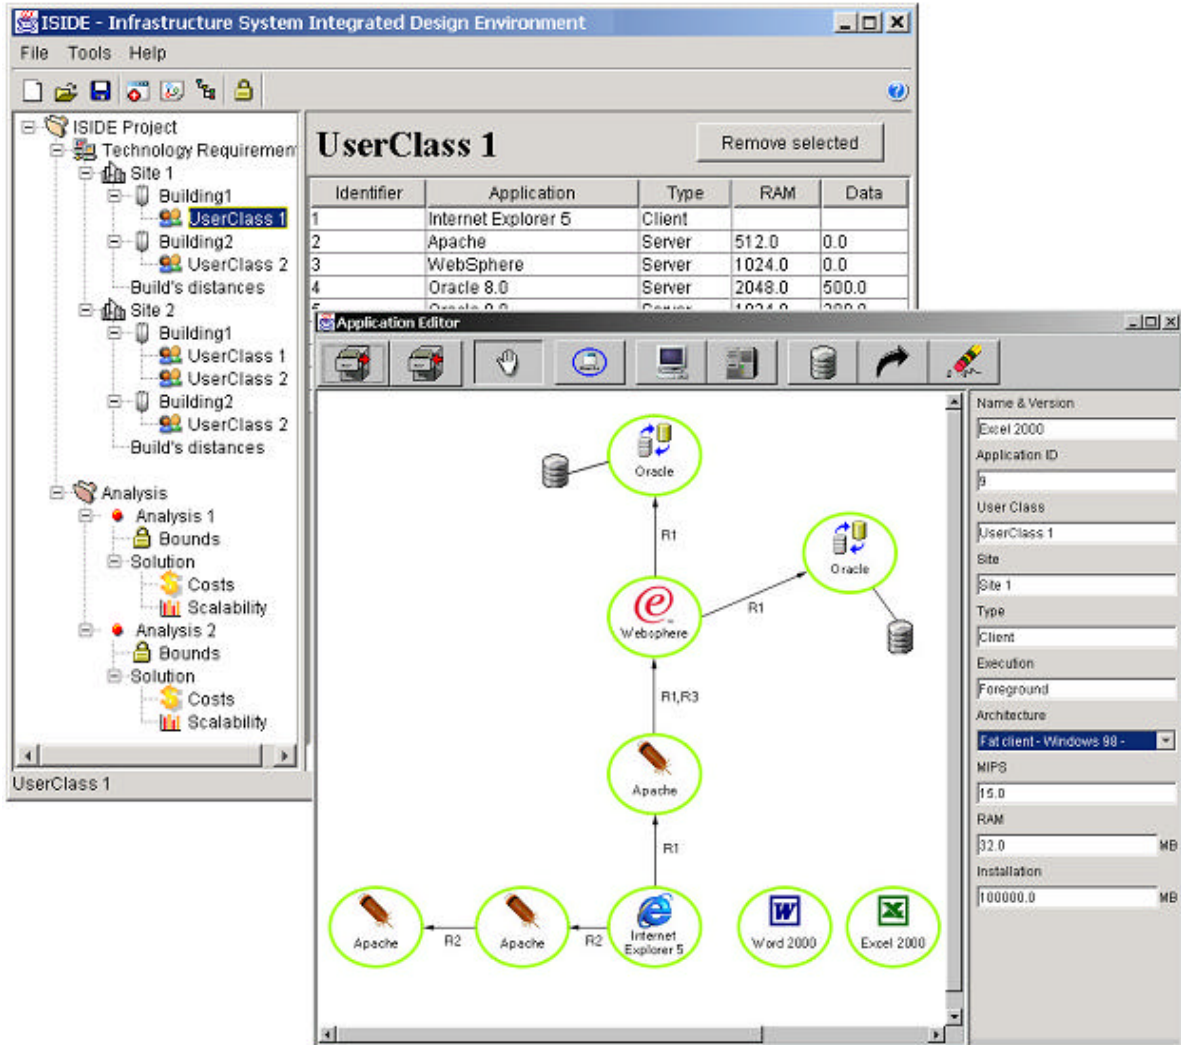 ISIDE - Infrastructure System Integrated Design Environment
File Tools Help
ISIDE Project
Technology Requiremen
Site 1
Building1
UserClass 1
Building2
UserClass 2
Build's distances
Site 2
Building1
UserClass 1
UserClass 2
Building2
UserClass 2
Build's distances
Analysis
Analysis 1
Bounds
Solution
Costs
Scalability
Analysis 2
Bounds
Solution
Costs
Scalability
UserClass 1
UserClass 1 Remove selected
Identifier Application Type RAM Data
1 Internet Explorer 5 Client
2 Apache Server 512.0 0.0
3 WebSphere Server 1024.0 0.0
4 Oracle 8.0 Server 2048.0 500.0
Application Editor
Oracle
R1
Oracle
Websphere
R1
R1,R3
Apache
R1
Apache
R2
Apache
R2
Internet
Explorer 5
Word 2000
Excel 2000
Name & Version
Excel 2000
Application ID
9
User Class
UserClass 1
Site
Site 1
Type
Client
Execution
Foreground
Architecture
Fat client - Windows 98 -
MIPS
15.0
RAM
32.0 MB
Installation
100000.0 MB